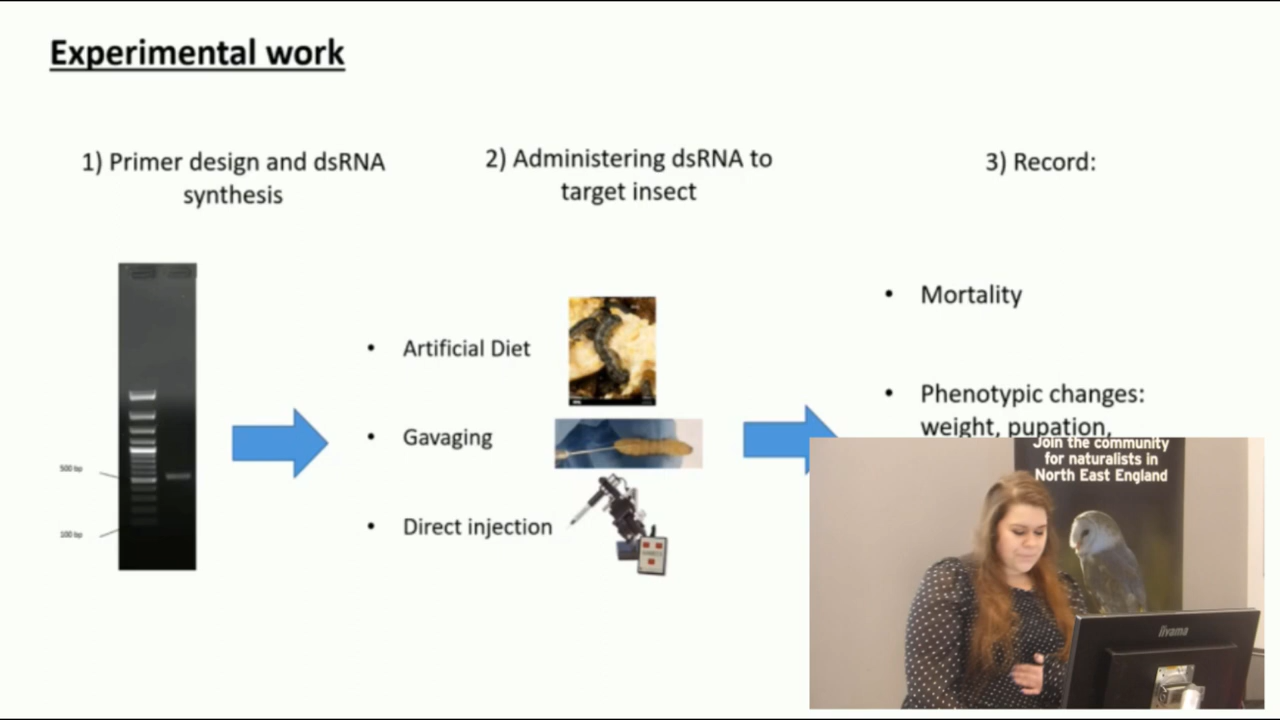 Experimental work
1) Primer design and dsRNA
synthesis
500 bp
100 bp
2) Administering dsRNA to
target insect
• Artificial Diet
• Gavaging
• Direct injection
3) Record:
• Mortality
• Phenotypic changes:
weight, pupation,
Join the community
for naturalists in
North East England
iiyama